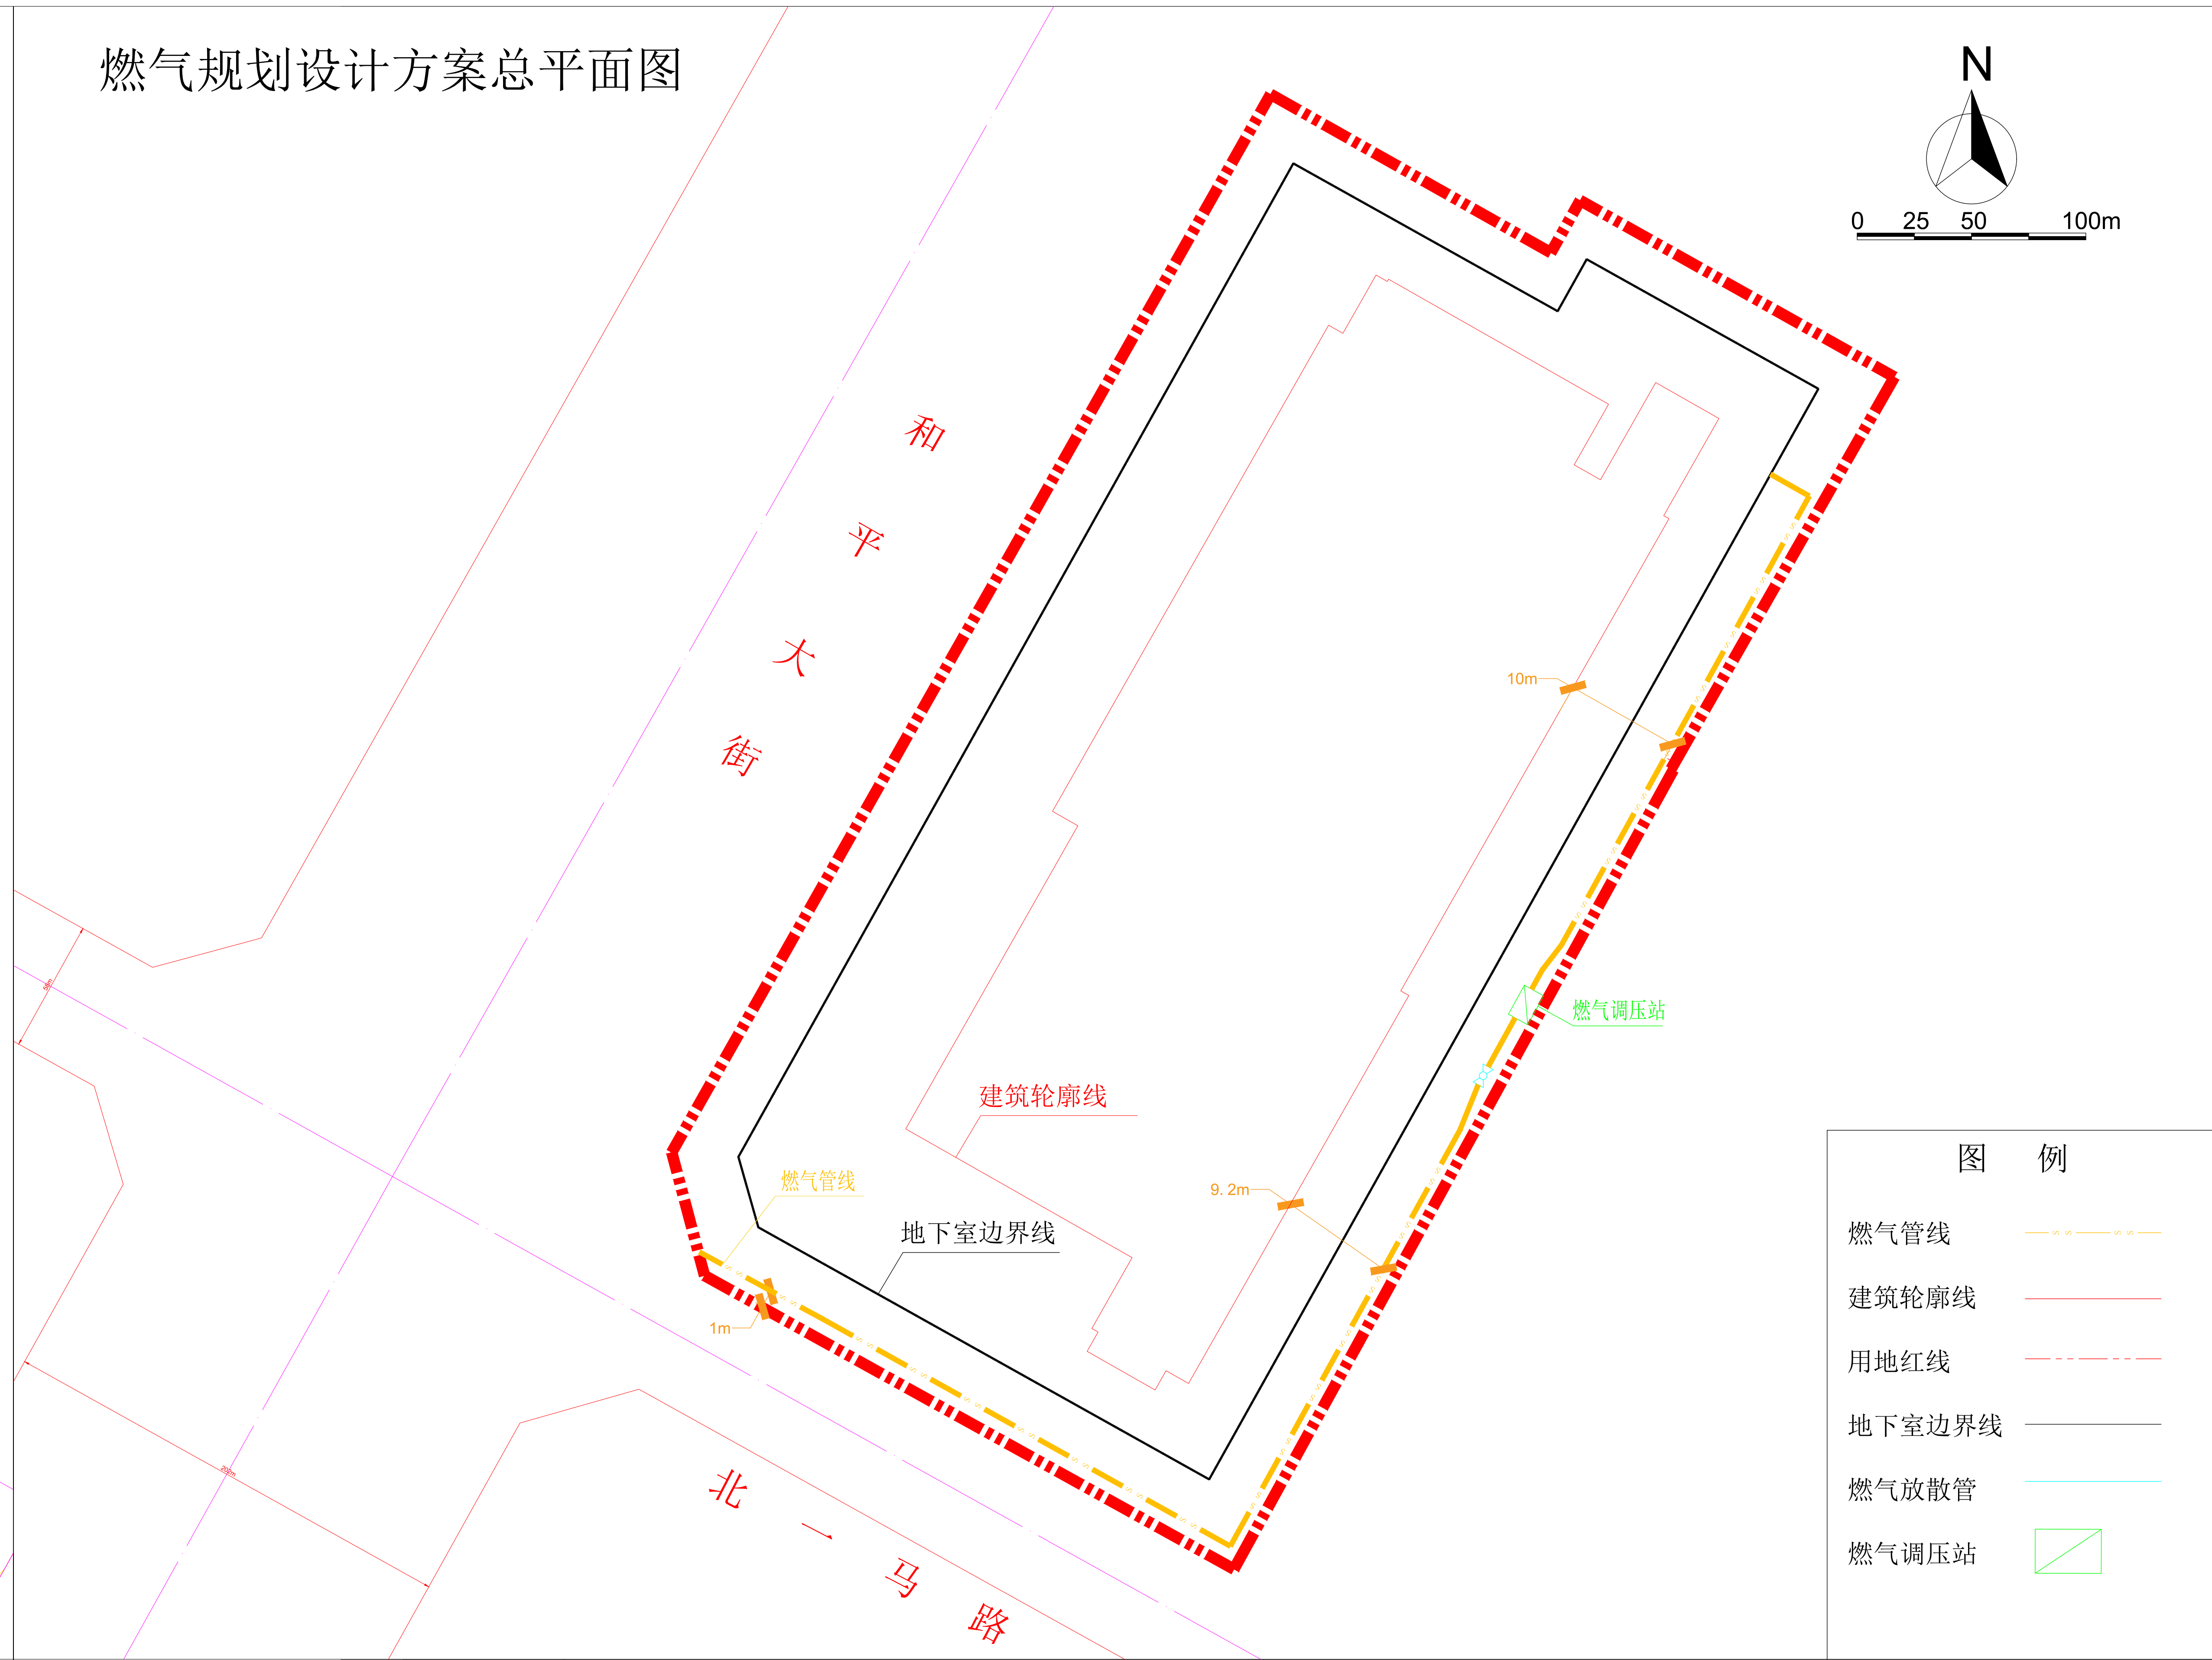 燃气规划设计方案总平面图
N
0 25 50 100m
和平大街
10m
50m
燃气调压站
建筑轮廓线
燃气管线
9.2m
地下室边界线
1m
202m
北一马路
图 例
燃气管线
建筑轮廓线
用地红线
地下室边界线
燃气放散管
燃气调压站